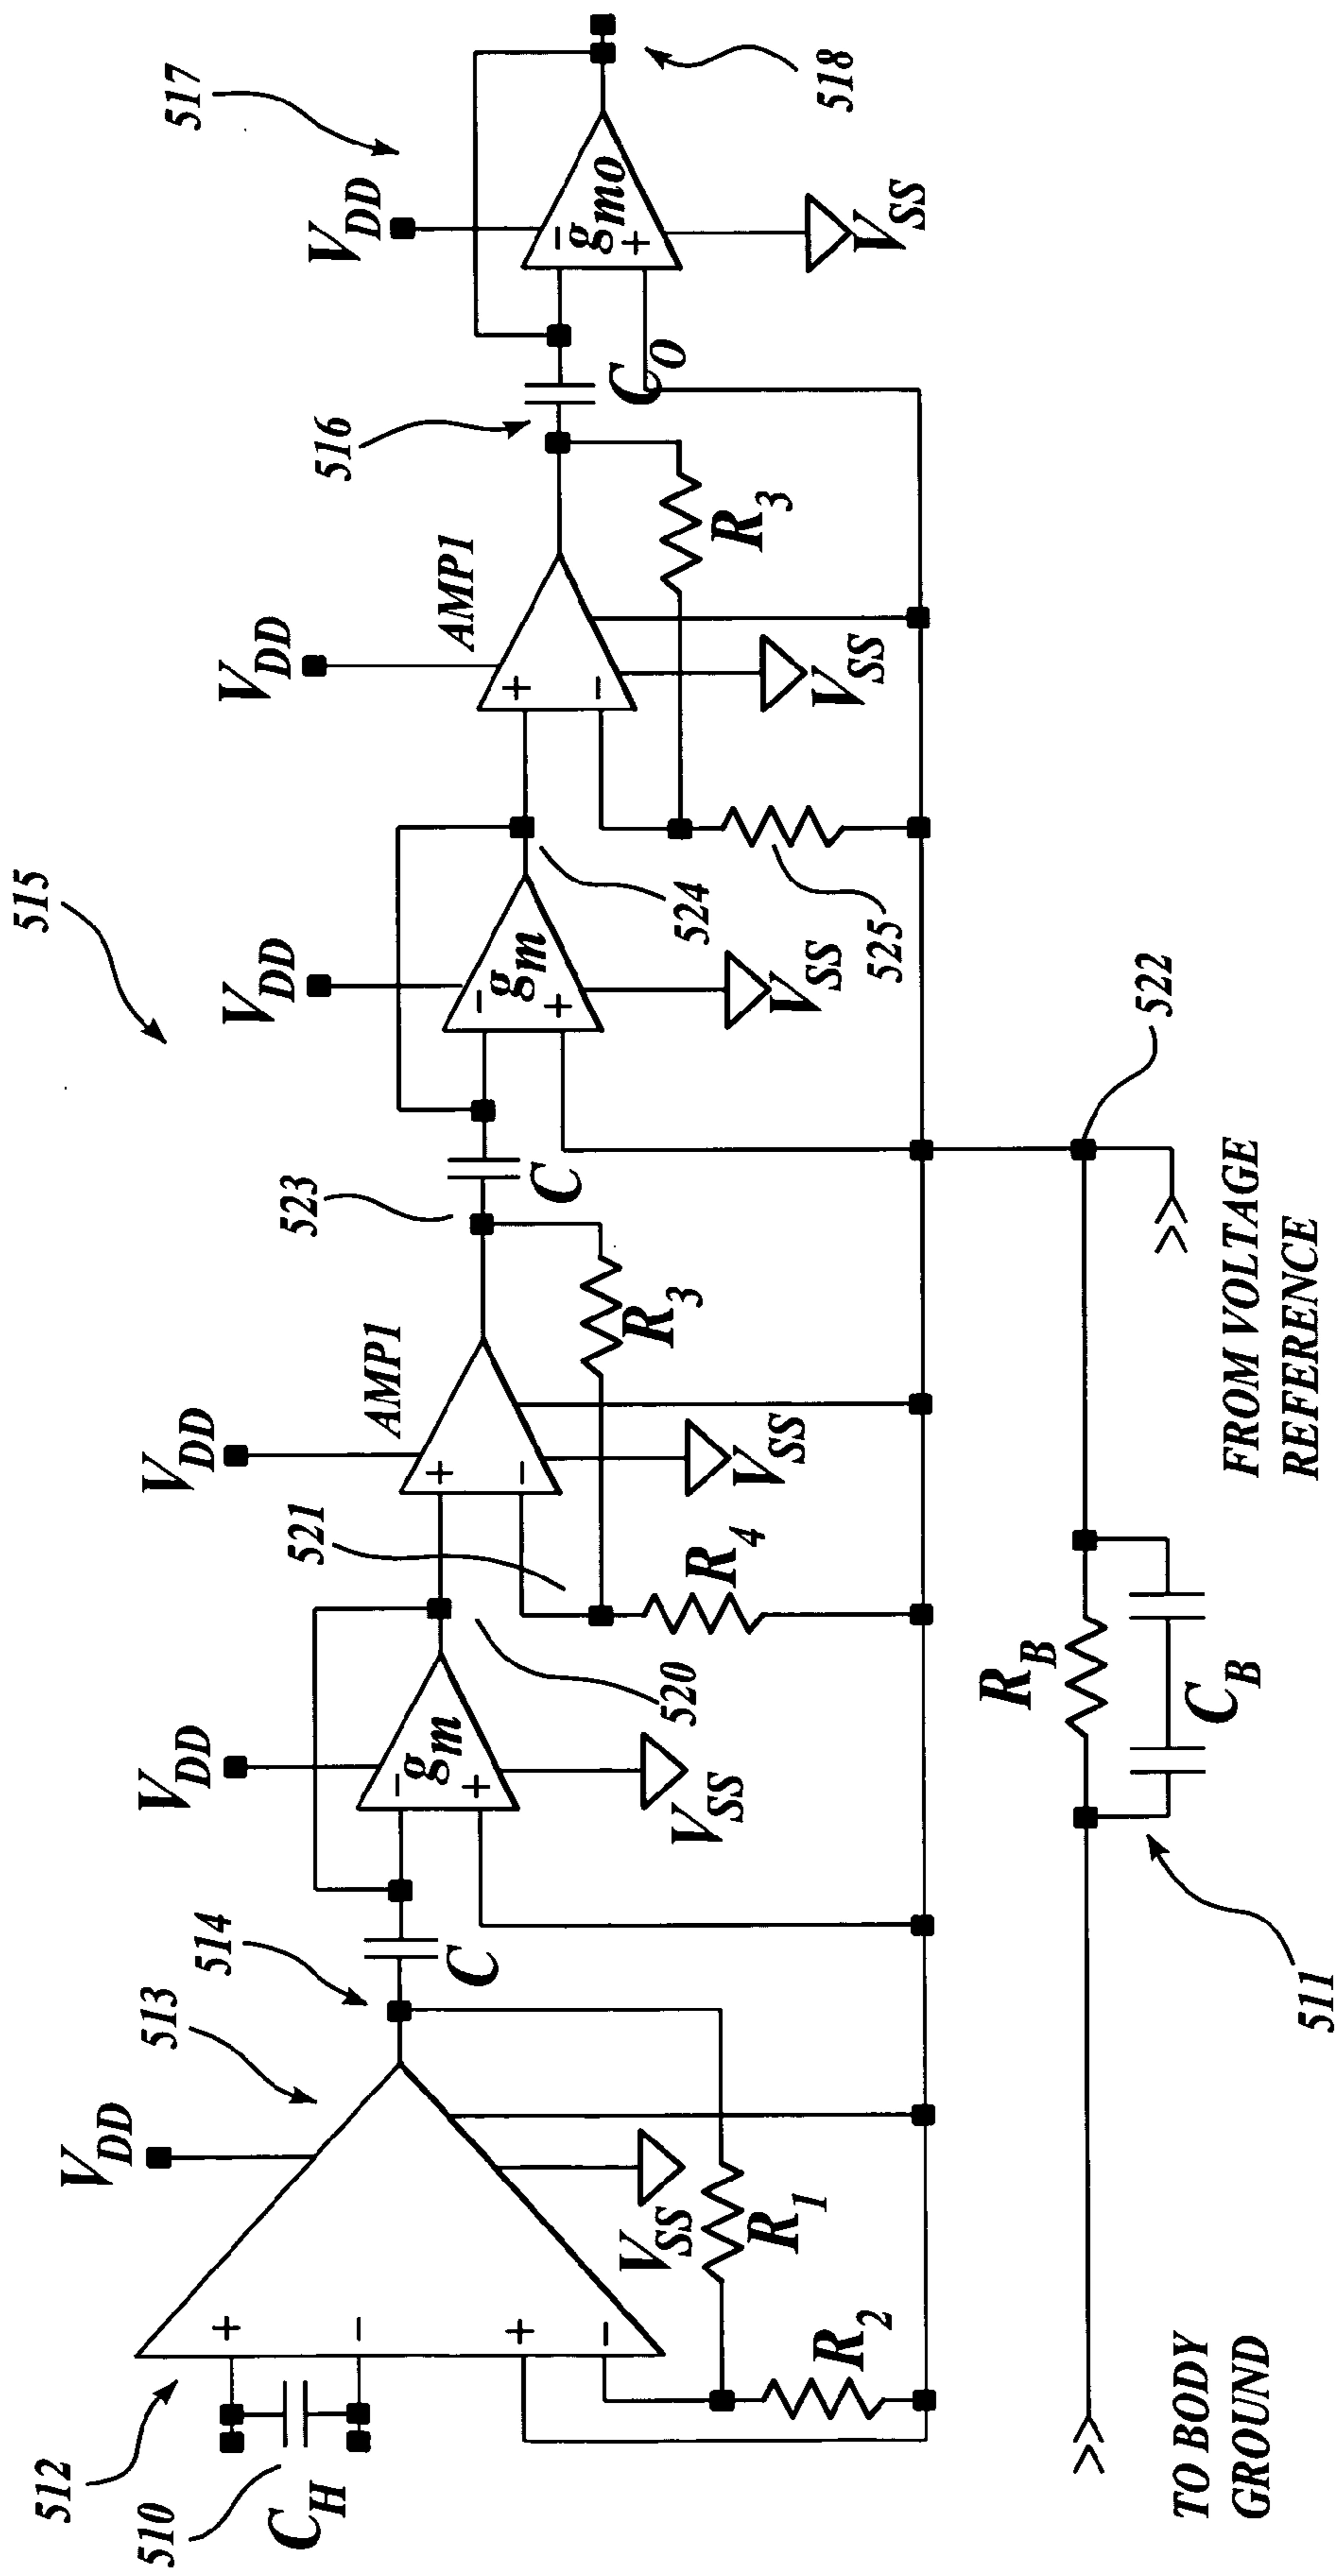 515
517
V_DD
518
- g_mo +
V_SS
516
C_O
V_DD
AMP1
+ -
V_SS
R_3
V_DD
- g_m +
V_SS
524
525
523
C
V_DD
AMP1
+ -
V_SS
R_3
521
R_4
V_DD
- g_m +
V_SS
520
514
C
513
V_DD
V_SS
+ - + -
R_1
R_2
512
510
C_H
522
FROM VOLTAGE
REFERENCE
R_B
C_B
511
TO BODY
GROUND